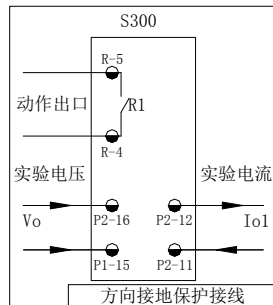 S300
R-5
动作出口
R1
R-4
实验电压
实验电流
Vo
P2-16
P2-12
Io1
P1-15
P2-11
方向接地保护接线